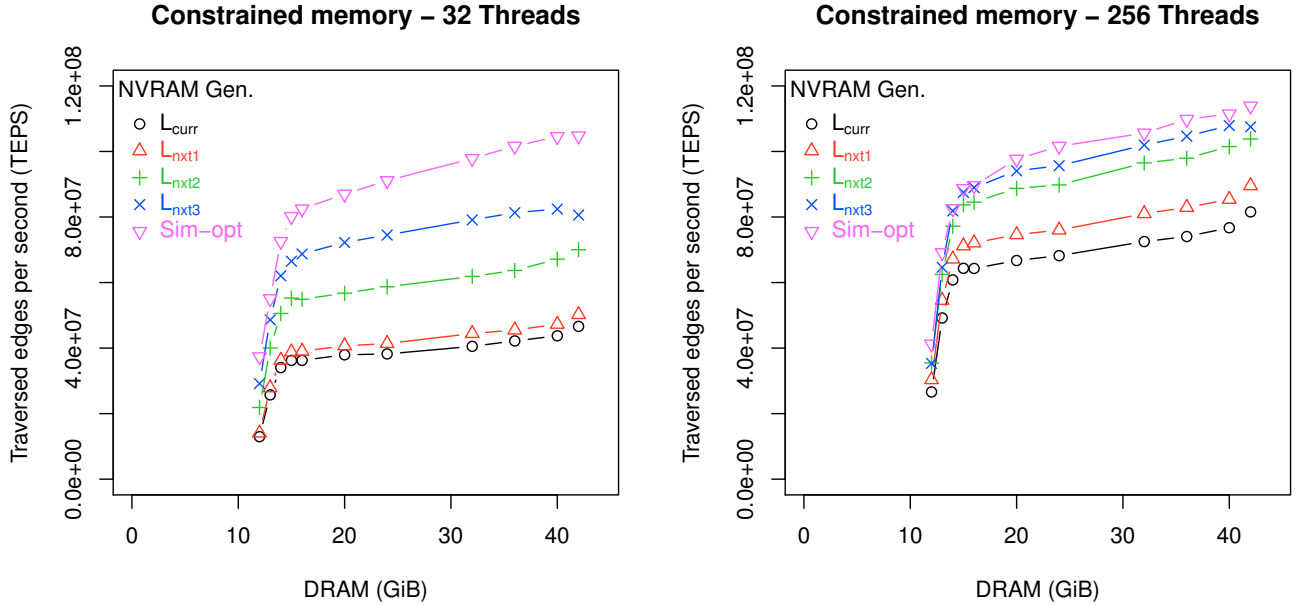 Constrained memory − 32 Threads
Traversed edges per second (TEPS)
1.2e+08
8.0e+07
4.0e+07
0.0e+00
NVRAM Gen.
Lcurr
Lnxt1
Lnxt2
Lnxt3
Sim−opt
0 10 20 30 40
DRAM (GiB)
Constrained memory − 256 Threads
Traversed edges per second (TEPS)
1.2e+08
8.0e+07
4.0e+07
0.0e+00
NVRAM Gen.
Lcurr
Lnxt1
Lnxt2
Lnxt3
Sim−opt
0 10 20 30 40
DRAM (GiB)